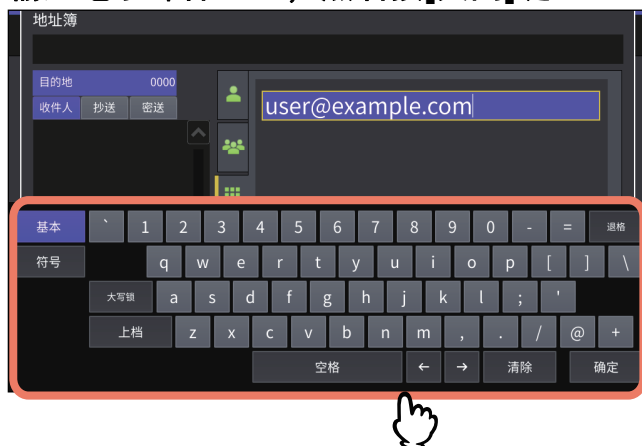 地址簿
目的地 0000
收件人 抄送 密送
user@example.com
基本 ` 1 2 3 4 5 6 7 8 9 0 - = 退格
符号 q w e r t y u i o p [ ] \
大写锁 a s d f g h j k l ; '
上档 z x c v b n m , . / @ +
空格 ← → 清除 确定